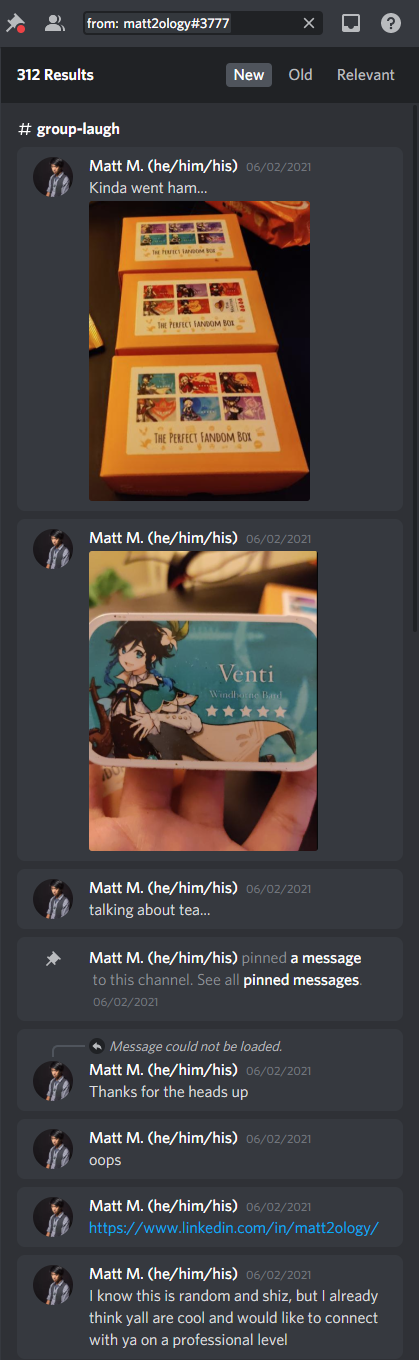 from: matt2ology#3777
312 Results
New
Old
Relevant
# group-laugh
Matt M. (he/him/his) 06/02/2021
Kinda went ham...
The Perfect Fandom Box
The Perfect Fandom Box
The Perfect Fandom Box
Matt M. (he/him/his) 06/02/2021
Venti
Windborne Bard
Matt M. (he/him/his) 06/02/2021
talking about tea...
Matt M. (he/him/his) pinned a message
to this channel. See all pinned messages.
06/02/2021
Message could not be loaded.
Matt M. (he/him/his) 06/02/2021
Thanks for the heads up
Matt M. (he/him/his) 06/02/2021
oops
Matt M. (he/him/his) 06/02/2021
https://www.linkedin.com/in/matt2ology/
Matt M. (he/him/his) 06/02/2021
I know this is random and shiz, but I already
think yall are cool and would like to connect
with ya on a professional level